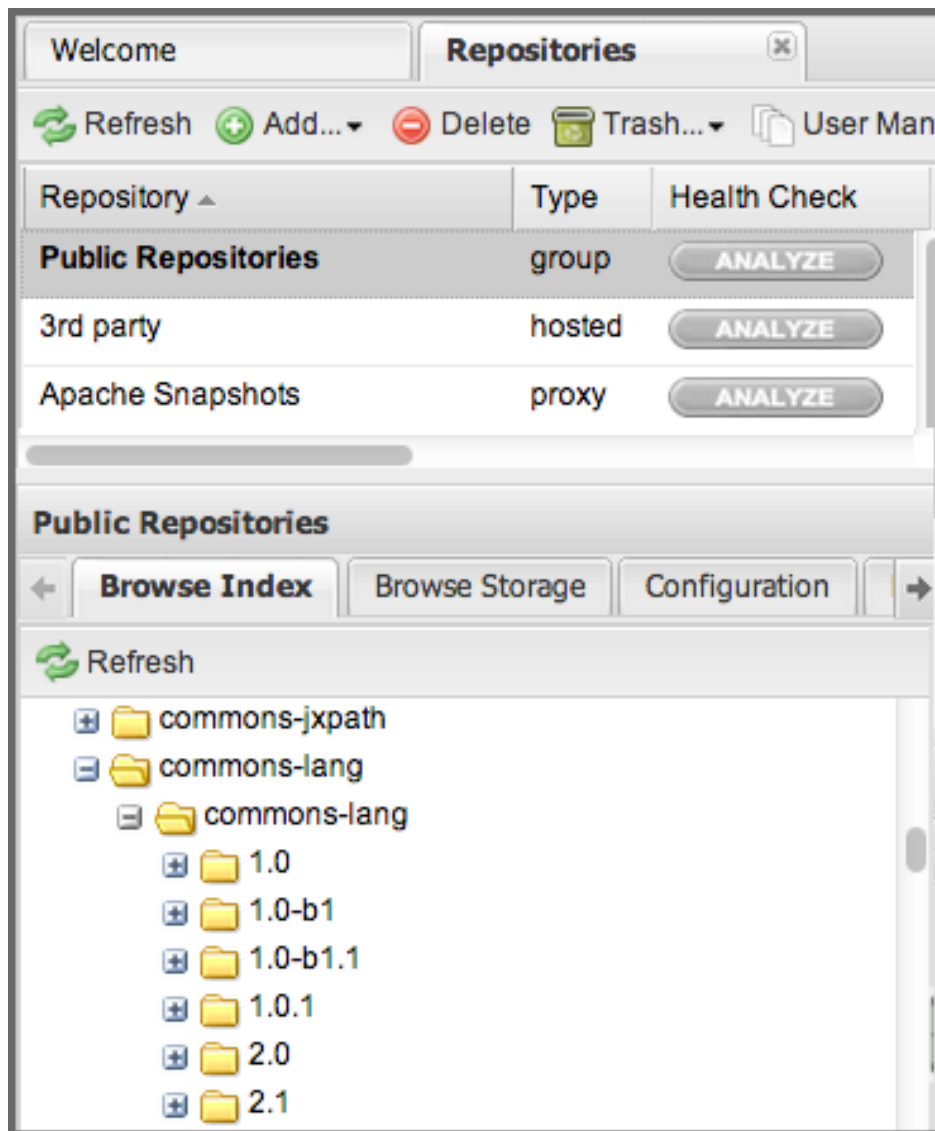 Welcome Repositories
Refresh Add... Delete Trash... User Man
Repository Type Health Check
Public Repositories group ANALYZE
3rd party hosted ANALYZE
Apache Snapshots proxy ANALYZE
Public Repositories
Browse Index Browse Storage Configuration
Refresh
commons-jxpath
commons-lang
commons-lang
1.0
1.0-b1
1.0-b1.1
1.0.1
2.0
2.1